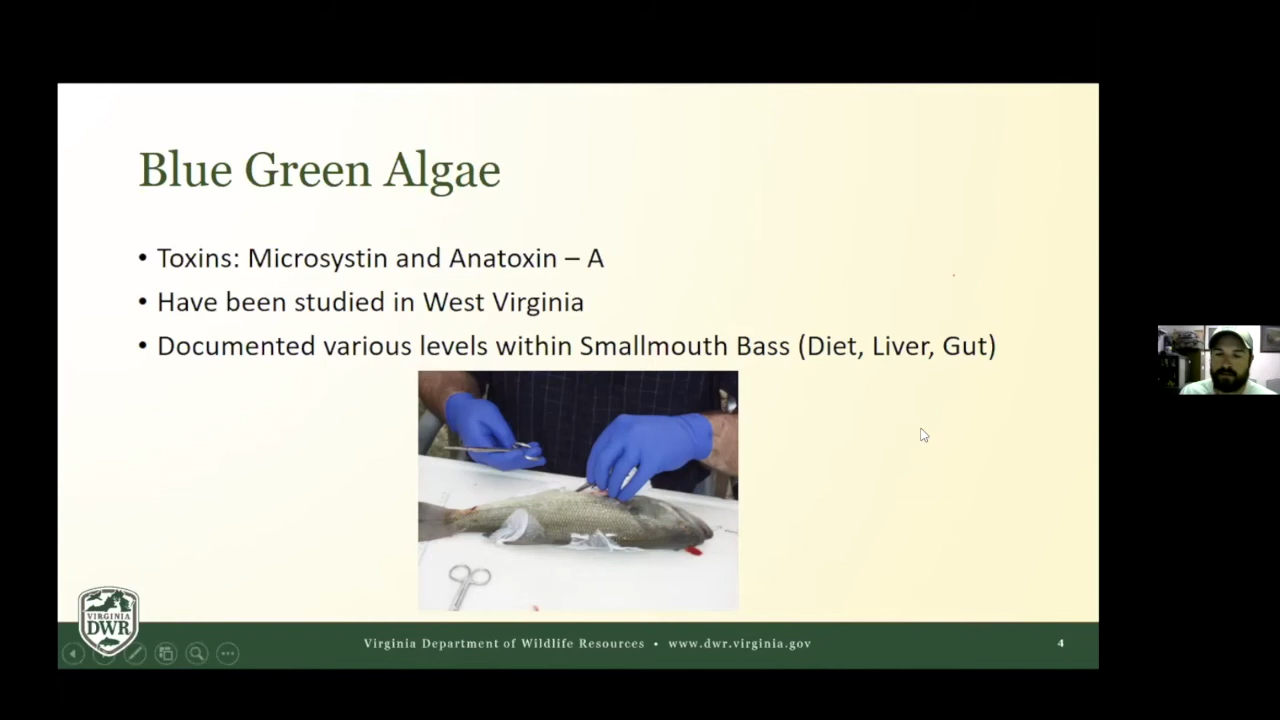 Blue Green Algae
• Toxins: Microsystin and Anatoxin – A
• Have been studied in West Virginia
• Documented various levels within Smallmouth Bass (Diet, Liver, Gut)
VIRGINIA
DWR
Virginia Department of Wildlife Resources • www.dwr.virginia.gov
4